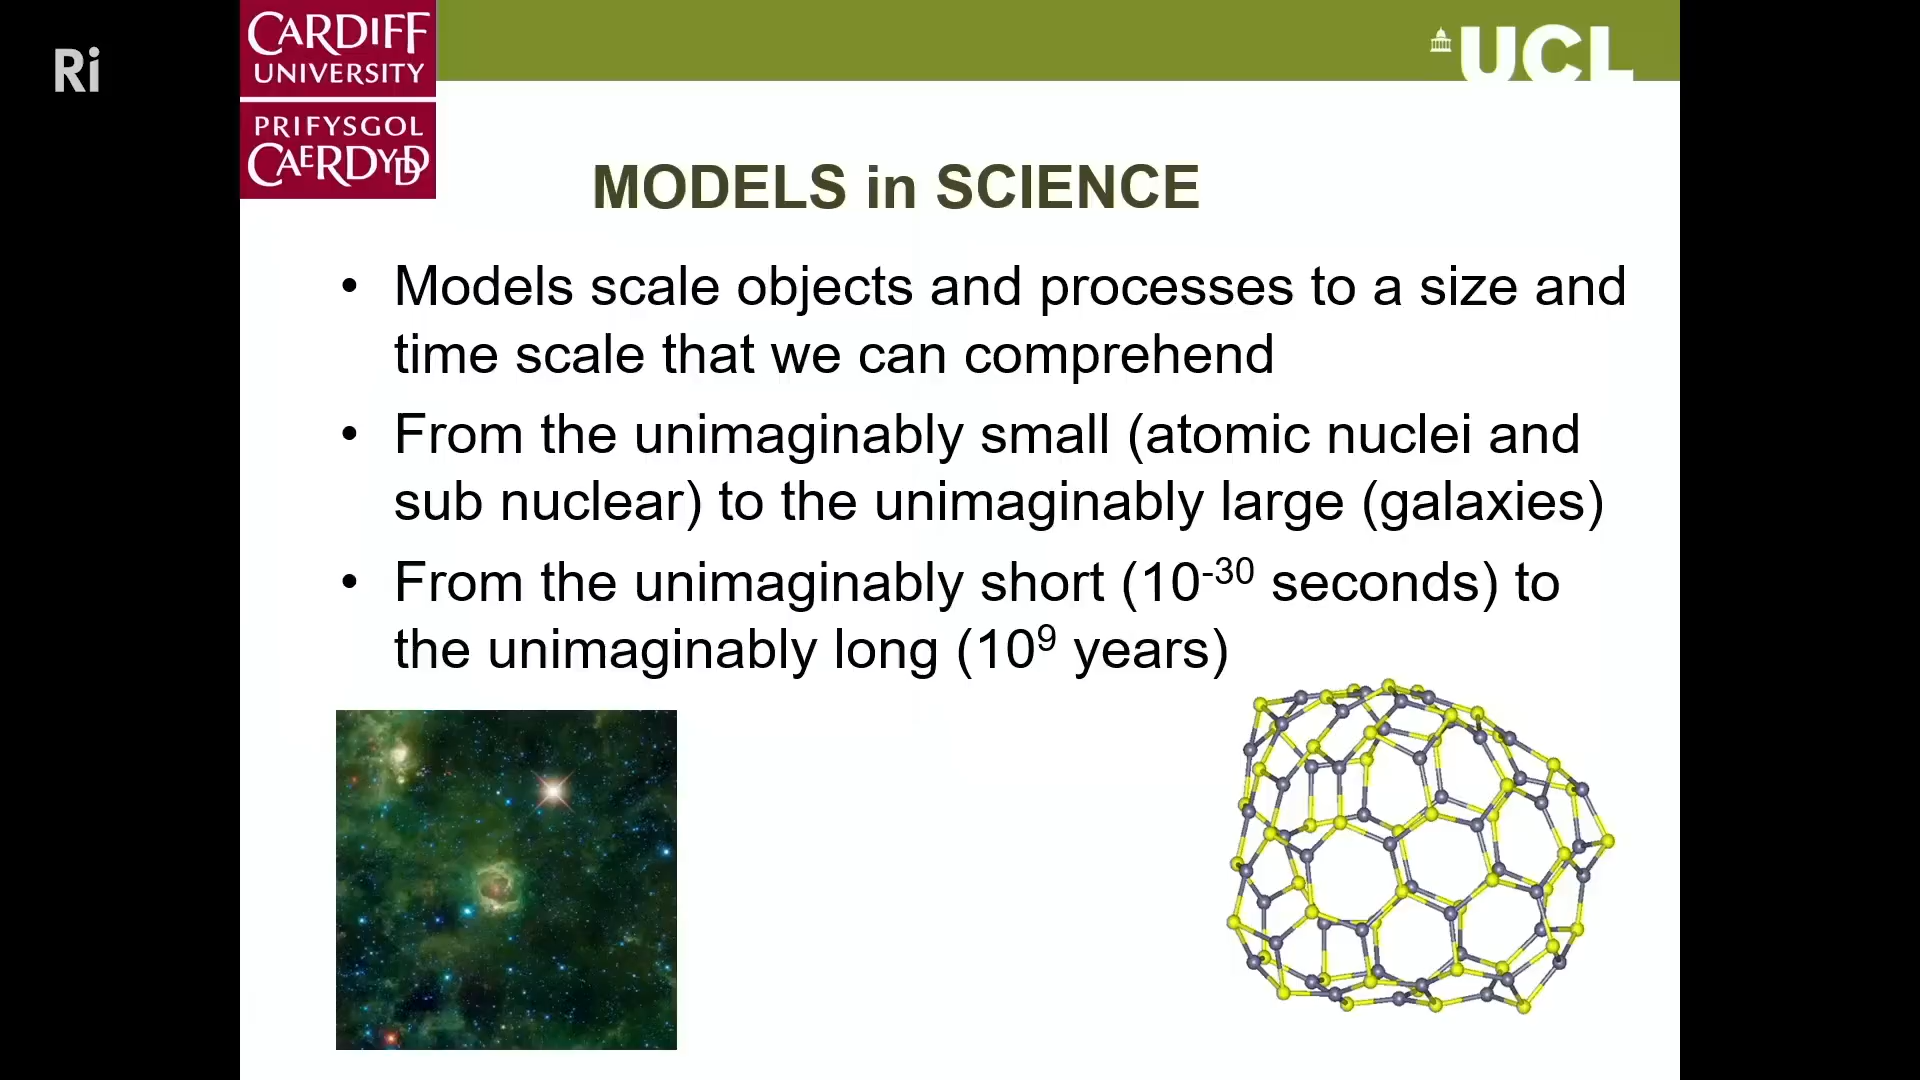 Ri
CARDIFF
UNIVERSITY
PRIFYSGOL
CAERDYDD
UCL
MODELS in SCIENCE
• Models scale objects and processes to a size and
time scale that we can comprehend
• From the unimaginably small (atomic nuclei and
sub nuclear) to the unimaginably large (galaxies)
• From the unimaginably short (10⁻³⁰ seconds) to
the unimaginably long (10⁹ years)